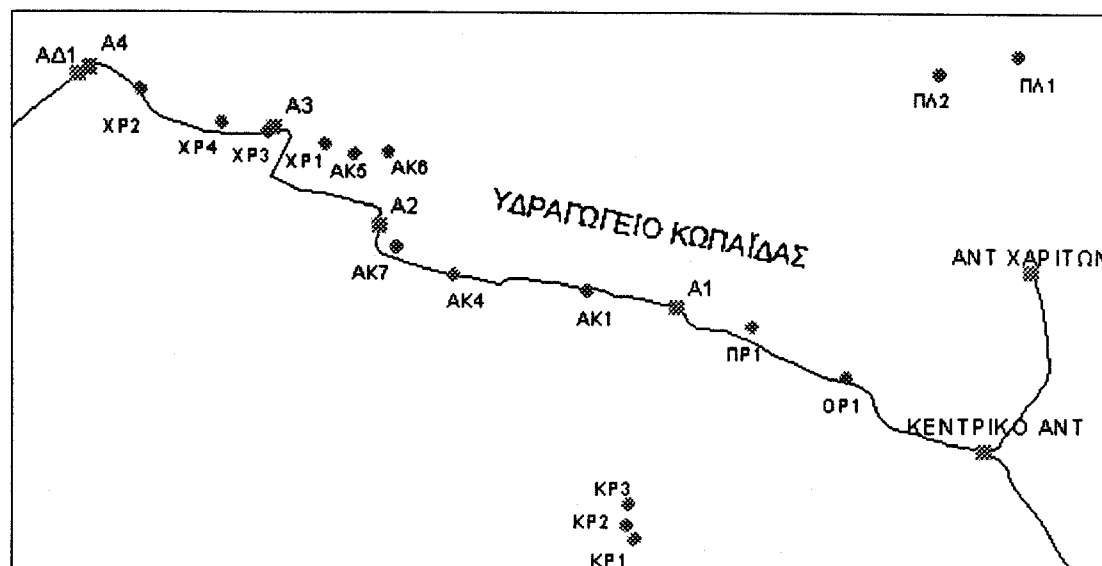 ΑΔ1
Α4
ΠΛ1
ΠΛ2
ΧΡ2
Α3
ΧΡ4
ΧΡ3
ΧΡ1
ΑΚ5
ΑΚ6
Α2
ΥΔΡΑΓΩΓΕΙΟ ΚΩΠΑΪΔΑΣ
ΑΝΤ ΧΑΡΙΤΩΝ
ΑΚ7
ΑΚ4
ΑΚ1
Α1
ΠΡ1
ΟΡ1
ΚΕΝΤΡΙΚΟ ΑΝΤ
ΚΡ3
ΚΡ2
ΚΡ1